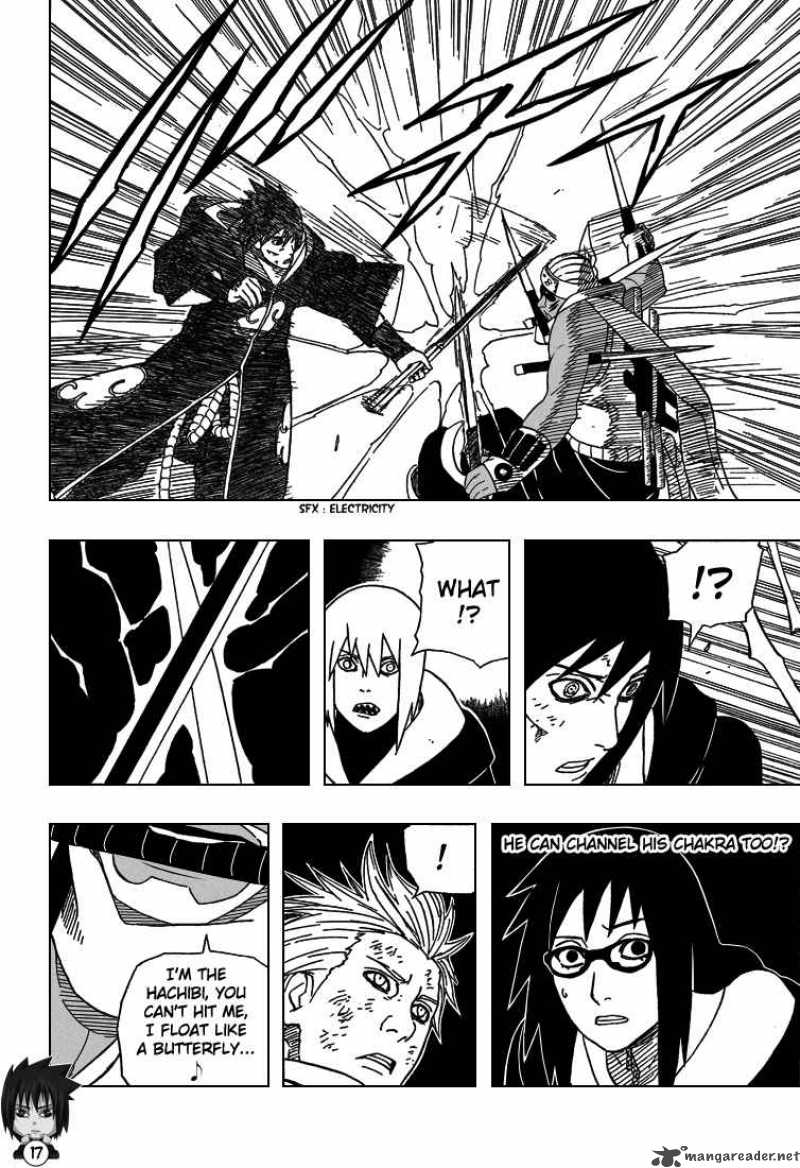 SFX : ELECTRICITY
!?
WHAT
!?
HE CAN CHANNEL HIS CHAKRA TOO!?
!
I'M THE
HACHIBI, YOU
CAN'T HIT ME,
I FLOAT LIKE
A BUTTERFLY...
♪
17
mangareader.net